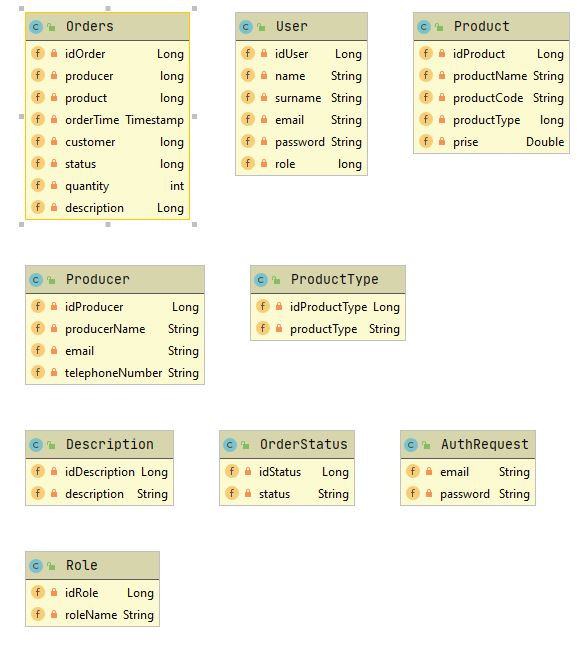 Orders
idOrder Long
producer long
product long
orderTime Timestamp
customer long
status long
quantity int
description Long
User
idUser Long
name String
surname String
email String
password String
role long
Product
idProduct Long
productName String
productCode String
productType long
prise Double
Producer
idProducer Long
producerName String
email String
telephoneNumber String
ProductType
idProductType Long
productType String
Description
idDescription Long
description String
OrderStatus
idStatus Long
status String
AuthRequest
email String
password String
Role
idRole Long
roleName String